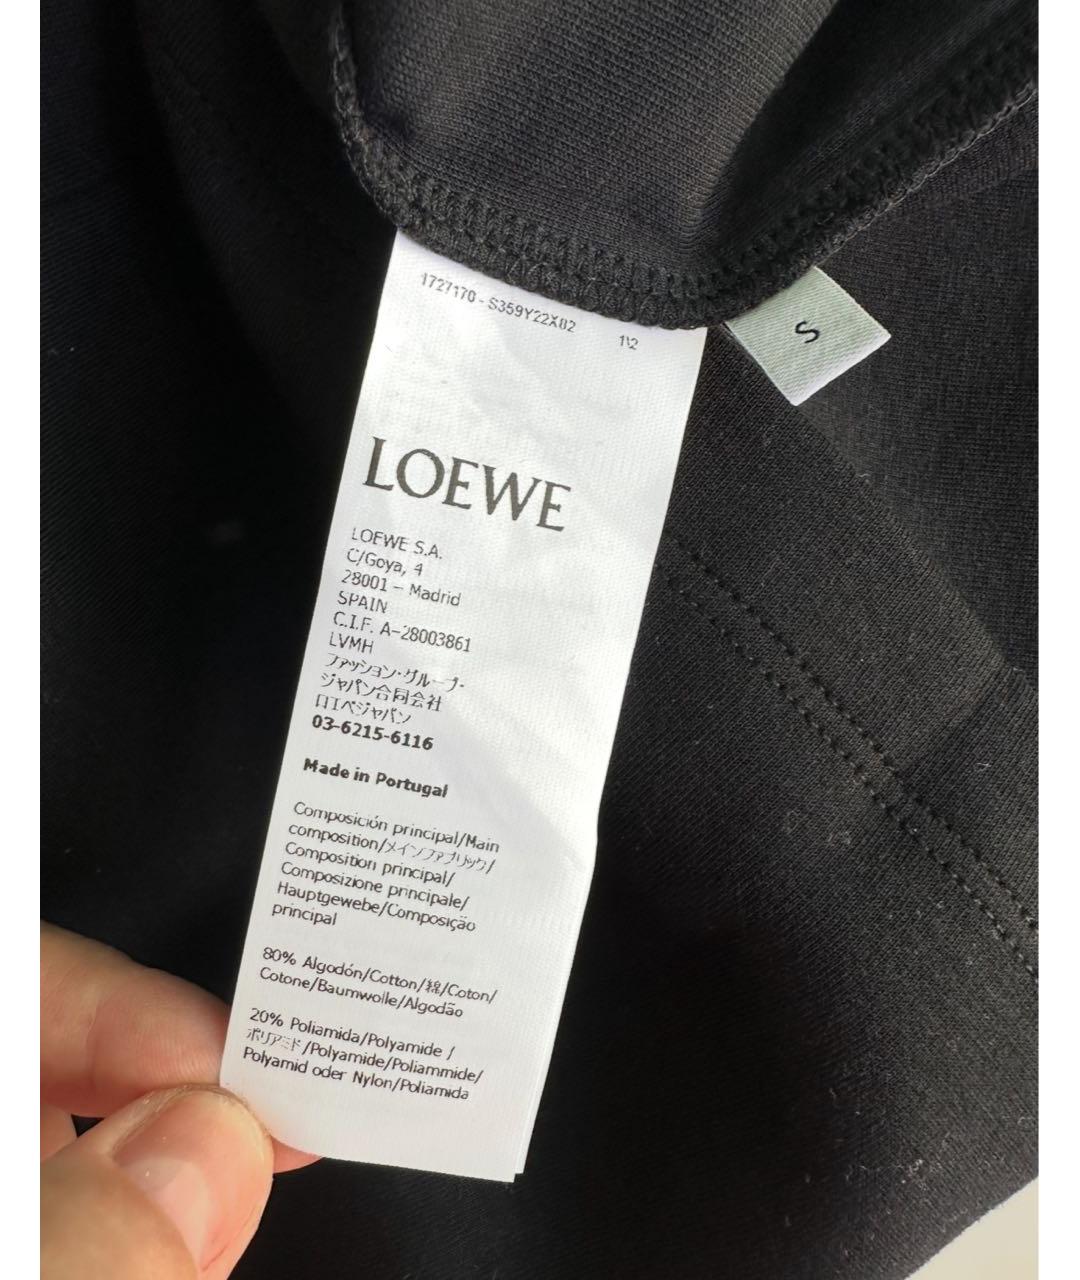 1727170 - S359Y22X02
1\2
S
LOEWE
LOEWE S.A.
C/Goya, 4
28001 – Madrid
SPAIN
C.I.F. A-28003861
LVMH
ファッション・グループ・
ジャパン合同会社
ロエベジャパン
03-6215-6116
Made in Portugal
Composición principal/Main
composition/メインファブリック/
Composition principal/
Composizione principale/
Hauptgewebe/Composição
principal
80% Algodón/Cotton/綿/Coton/
Cotone/Baumwolle/Algodão
20% Poliamida/Polyamide /
ポリアミド/Polyamide/Poliammide/
Polyamid oder Nylon/Poliamida